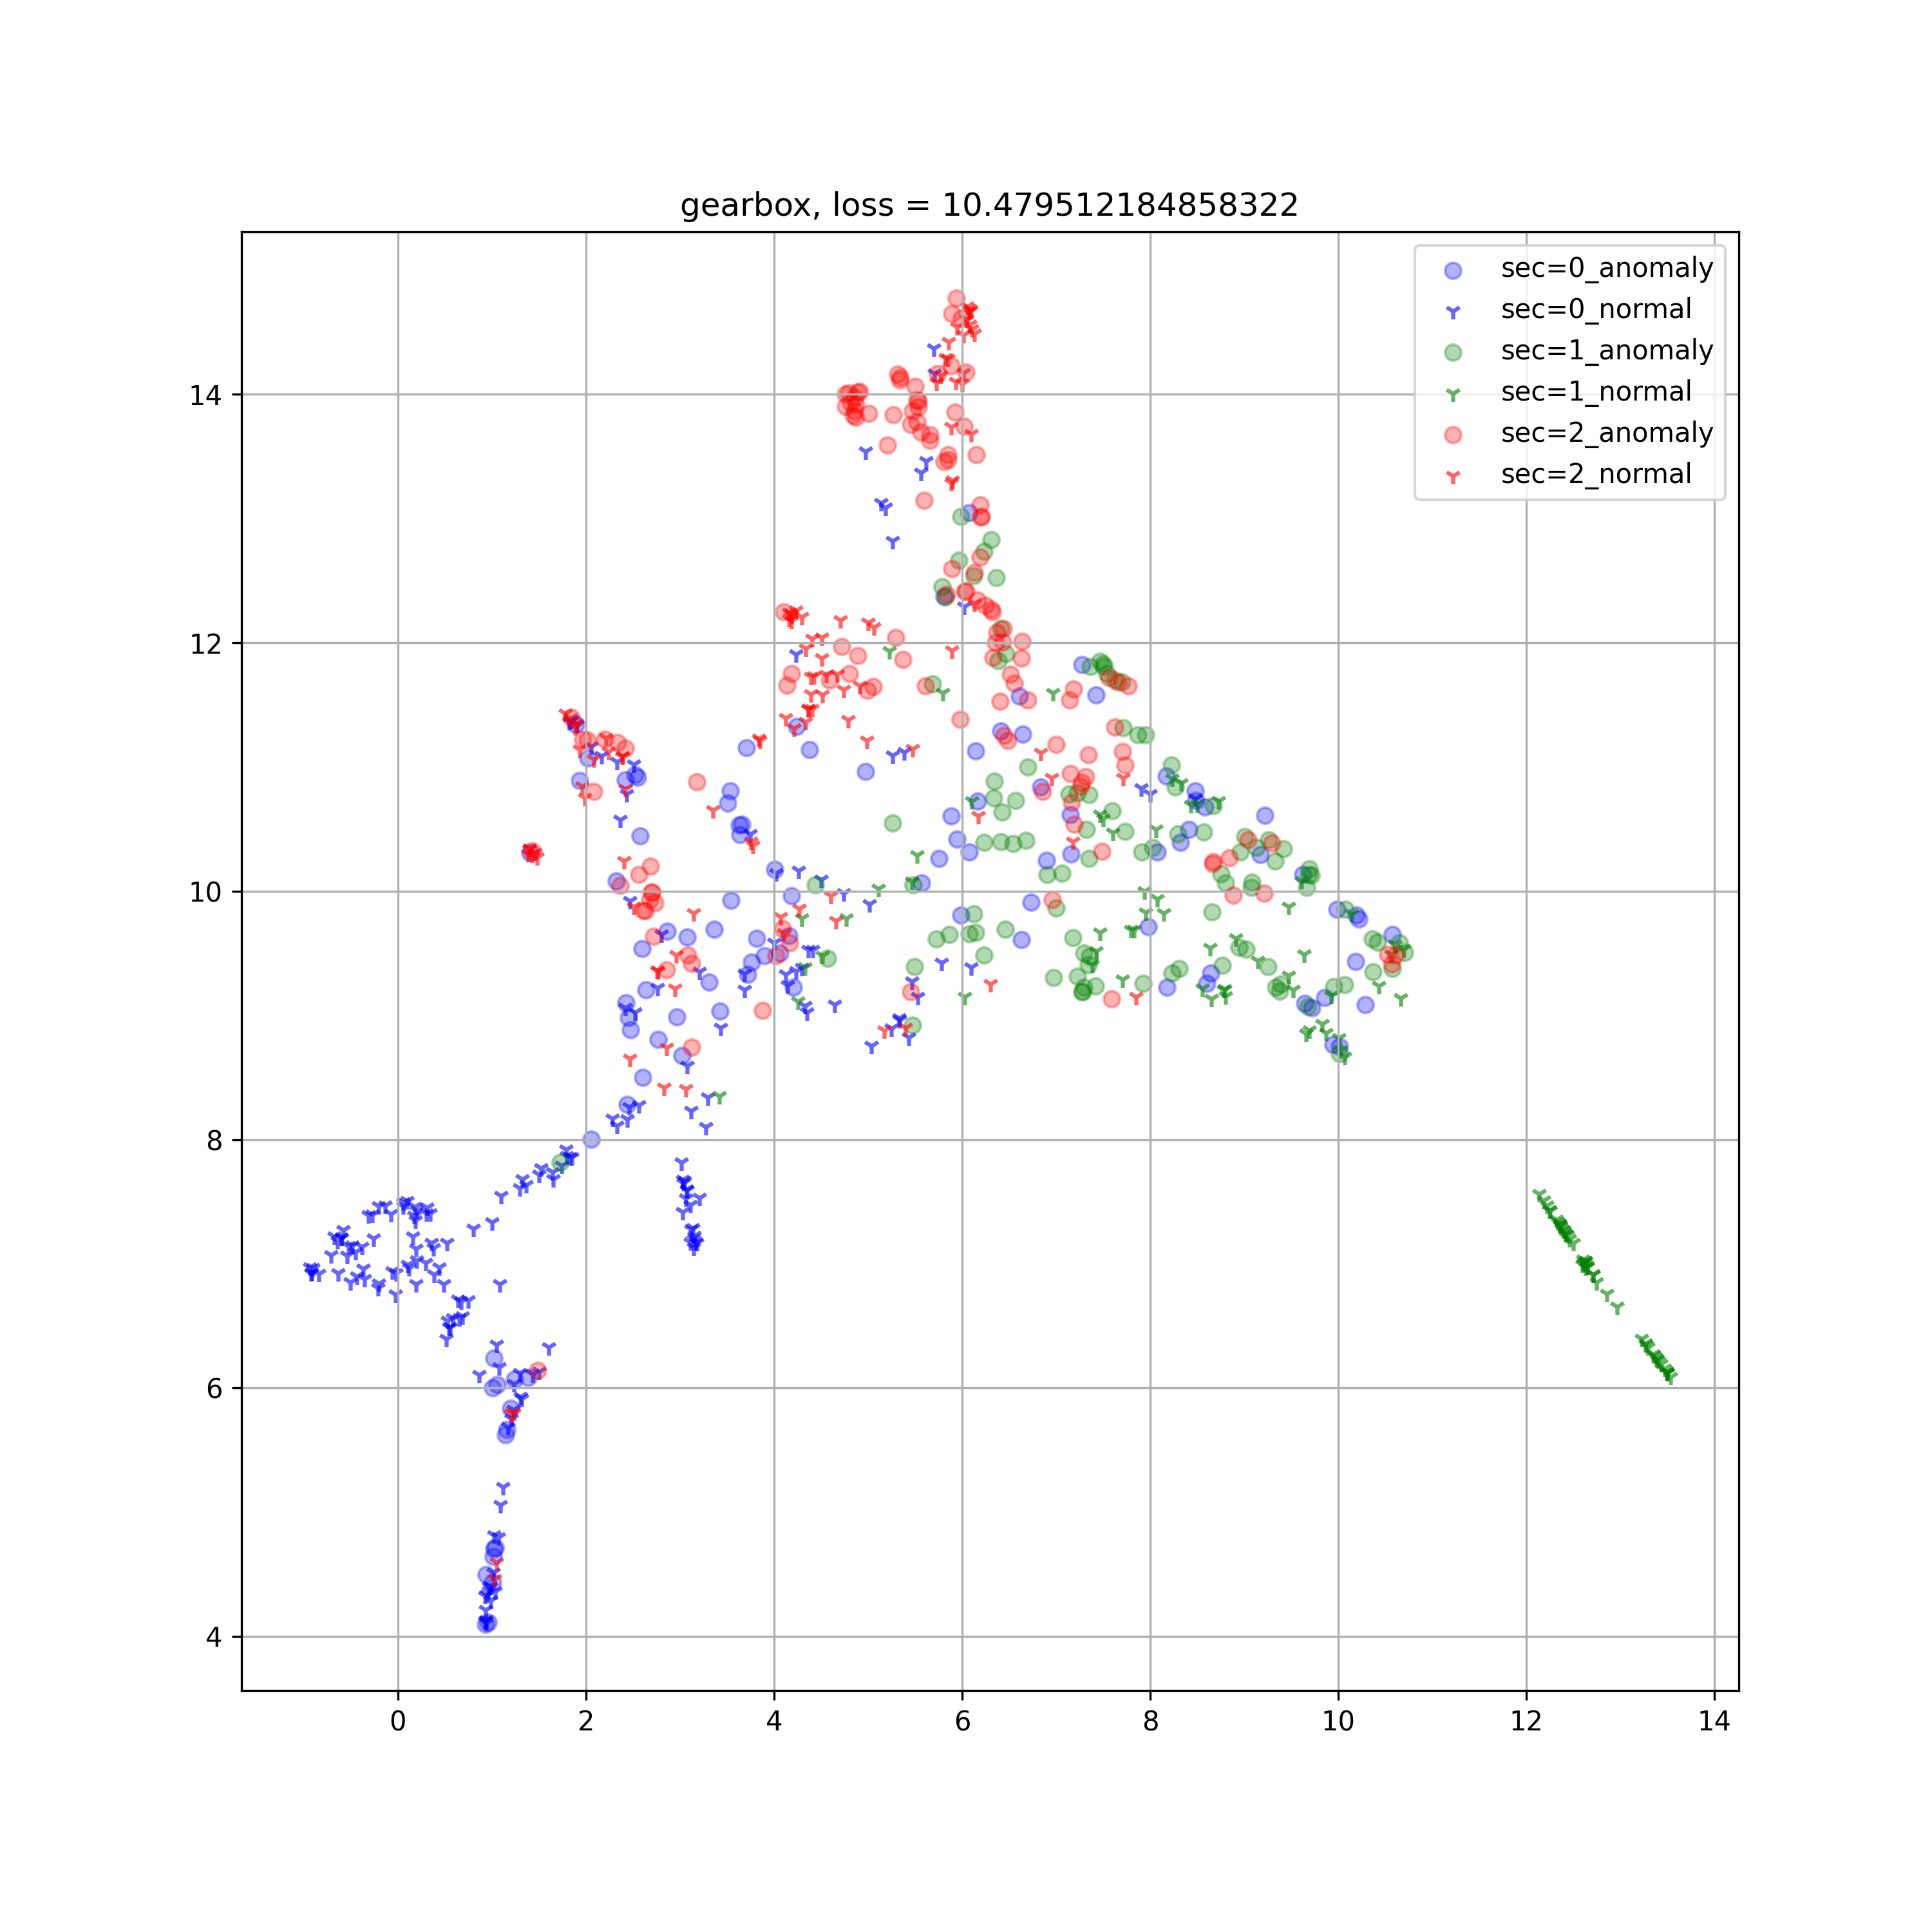 gearbox, loss = 10.479512184858322
sec=0_anomaly
sec=0_normal
sec=1_anomaly
sec=1_normal
sec=2_anomaly
sec=2_normal
14
12
10
8
6
4
0 2 4 6 8 10 12 14